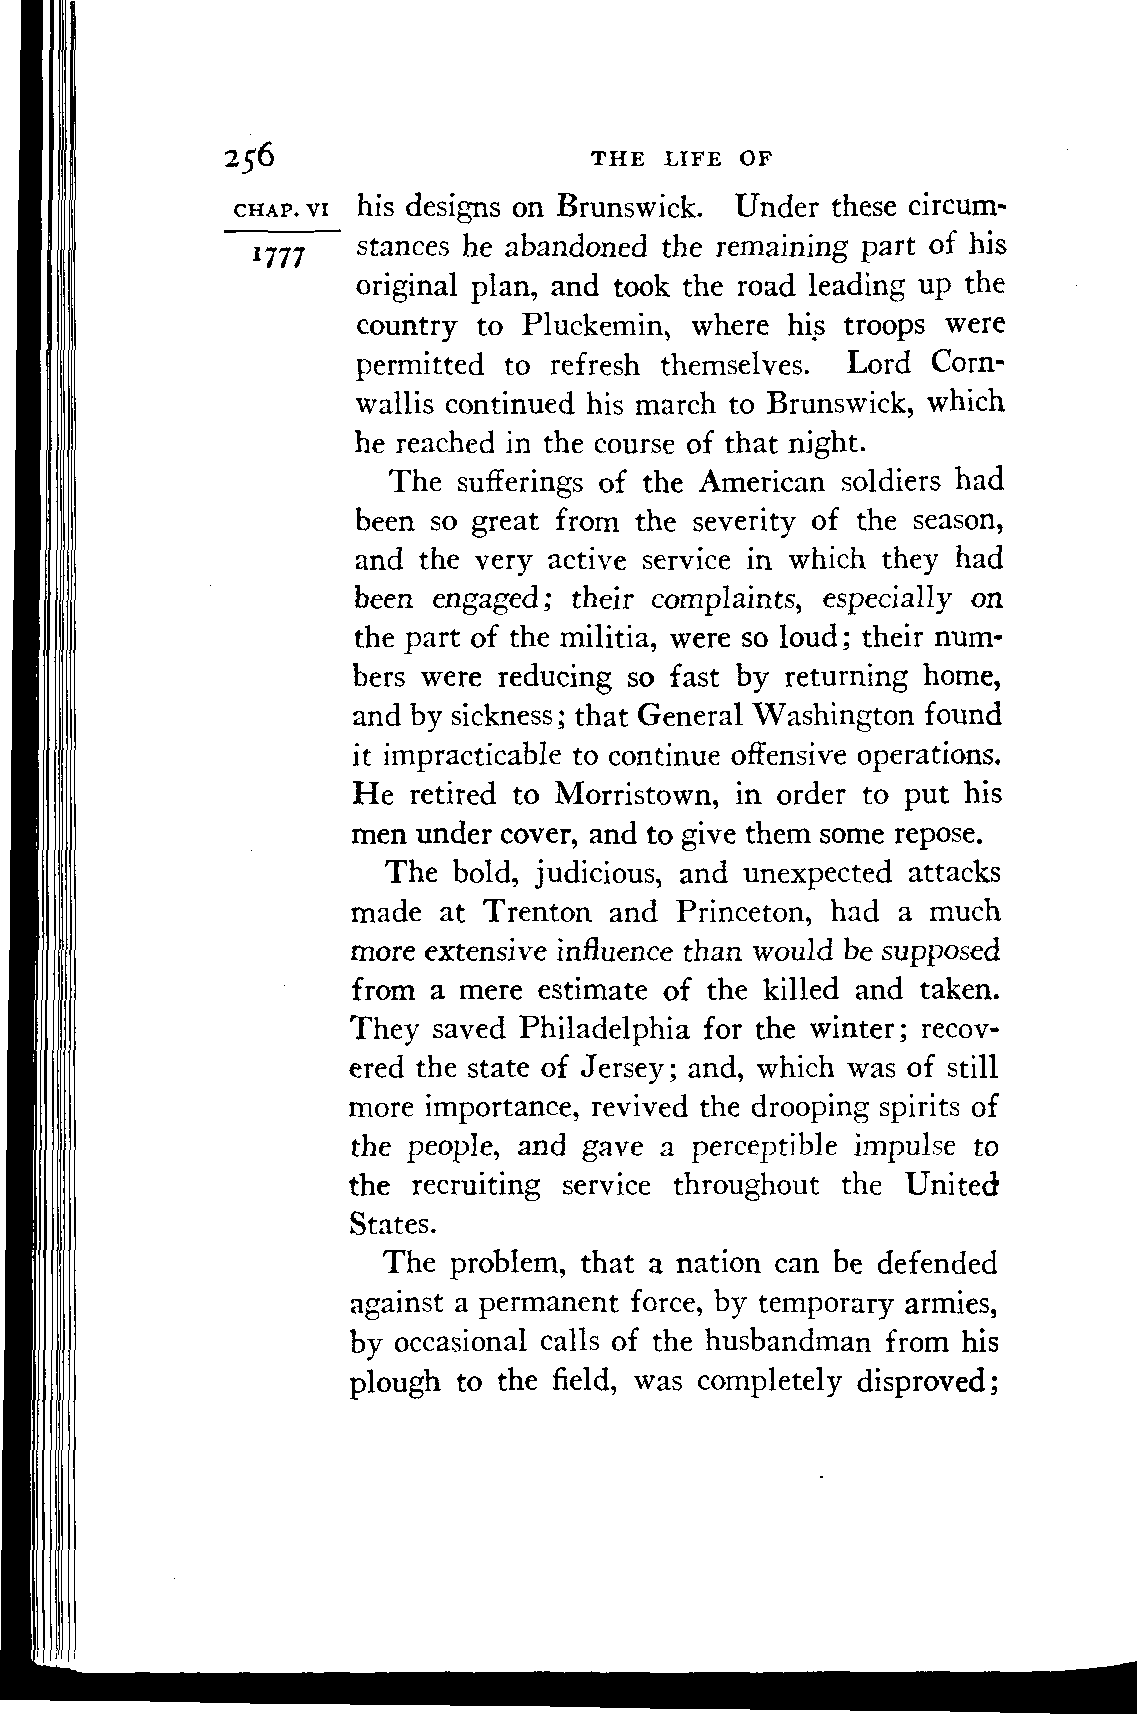 256 THE LIFE OF
CHAP. VI his designs on Brunswick. Under these circum-
1777 stances he abandoned the remaining part of his
original plan, and took the road leading up the
country to Pluckemin, where his troops were
permitted to refresh themselves. Lord Corn-
wallis continued his march to Brunswick, which
he reached in the course of that night.
The sufferings of the American soldiers had
been so great from the severity of the season,
and the very active service in which they had
been engaged; their complaints, especially on
the part of the militia, were so loud; their num-
bers were reducing so fast by returning home,
and by sickness; that General Washington found
it impracticable to continue offensive operations.
He retired to Morristown, in order to put his
men under cover, and to give them some repose.
The bold, judicious, and unexpected attacks
made at Trenton and Princeton, had a much
more extensive influence than would be supposed
from a mere estimate of the killed and taken.
They saved Philadelphia for the winter; recov-
ered the state of Jersey; and, which was of still
more importance, revived the drooping spirits of
the people, and gave a perceptible impulse to
the recruiting service throughout the United
States.
The problem, that a nation can be defended
against a permanent force, by temporary armies,
by occasional calls of the husbandman from his
plough to the field, was completely disproved;